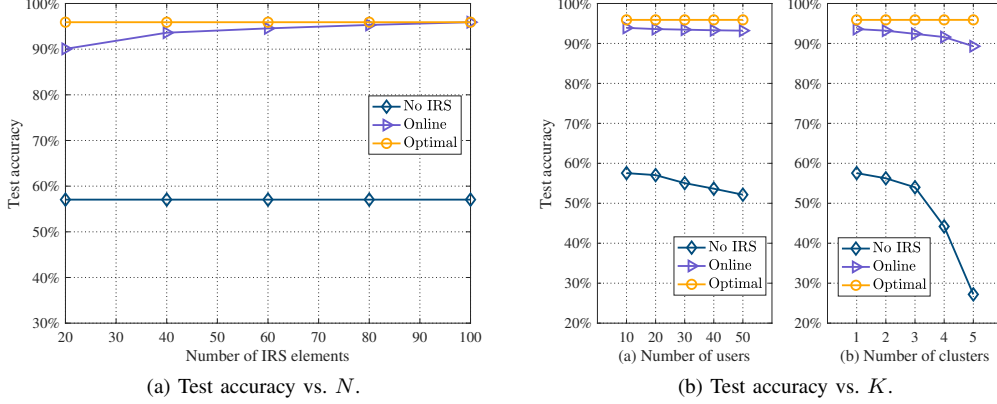 100%
90%
80%
70%
60%
50%
40%
30%
20 30 40 50 60 70 80 90 100
Test accuracy
Number of IRS elements
No IRS
Online
Optimal
(a) Test accuracy vs. N.
100%
90%
80%
70%
60%
50%
40%
30%
20%
10 20 30 40 50
Test accuracy
(a) Number of users
No IRS
Online
Optimal
100%
90%
80%
70%
60%
50%
40%
30%
20%
1 2 3 4 5
(b) Number of clusters
No IRS
Online
Optimal
(b) Test accuracy vs. K.